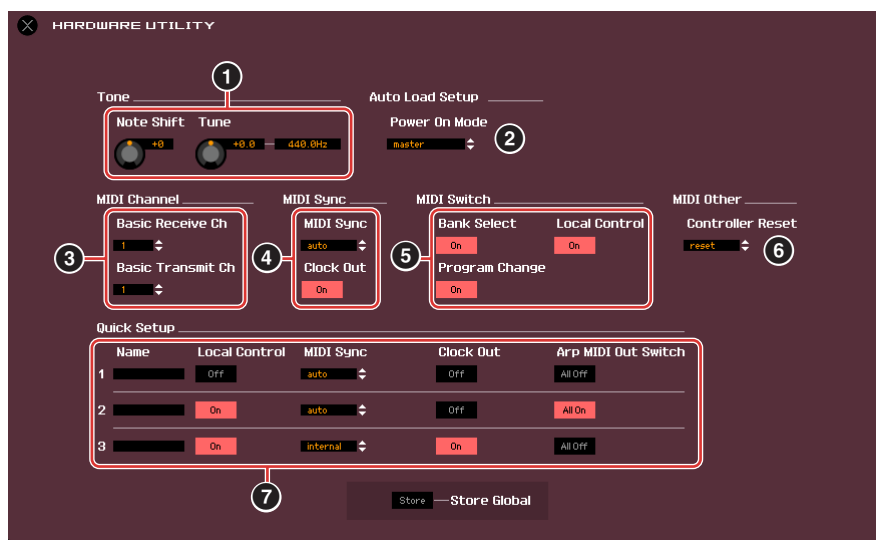 HARDWARE UTILITY
1
Tone
Auto Load Setup
Note Shift Tune
Power On Mode
+0 +0.0 440.0Hz
master
2
MIDI Channel
MIDI Sync
MIDI Switch
MIDI Other
Basic Receive Ch
MIDI Sync
Bank Select
Local Control
Controller Reset
1
auto
On
On
reset
3
4
5
6
Basic Transmit Ch
Clock Out
Program Change
1
On
On
Quick Setup
Name Local Control MIDI Sync Clock Out Arp MIDI Out Switch
1 Off auto Off All Off
2 On auto Off All On
3 On internal On All Off
7
Store Store Global